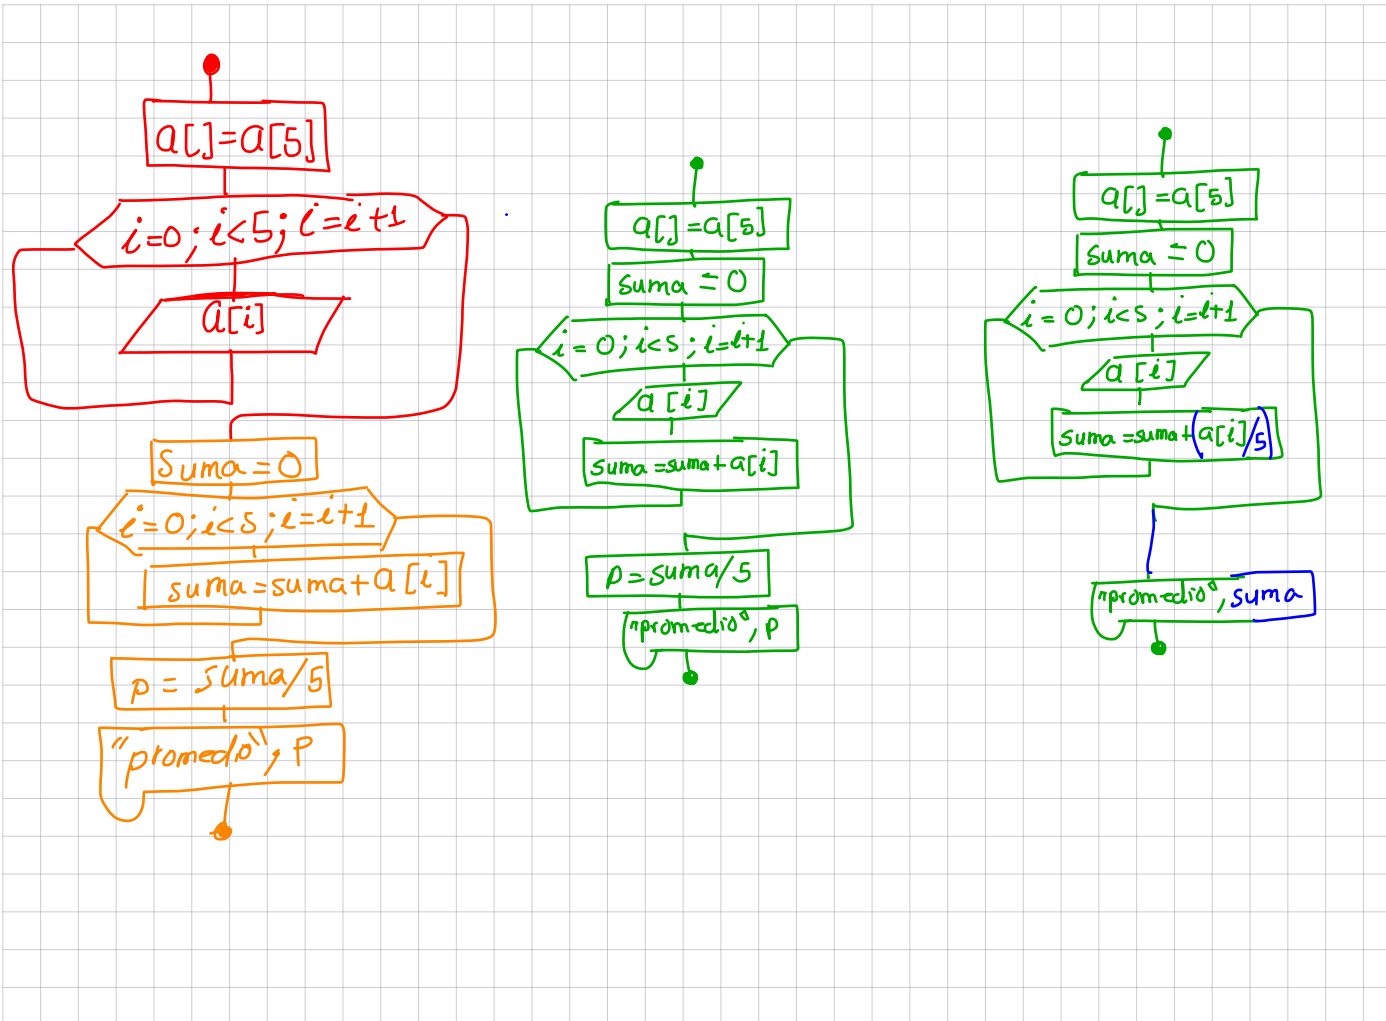 a[]=a[5]
i=0; i<5; i=i+1
a[i]
Suma=0
i=0; i<5; i=i+1
suma=suma+a[i]
p= suma/5
"promedio", P
a[]=a[5]
suma=0
i=0; i<5; i=i+1
a[i]
suma=suma+a[i]
p=suma/5
"promedio", p
a[]=a[5]
suma=0
i=0; i<5; i=i+1
a[i]
suma=suma+(a[i]/5)
"promedio", suma